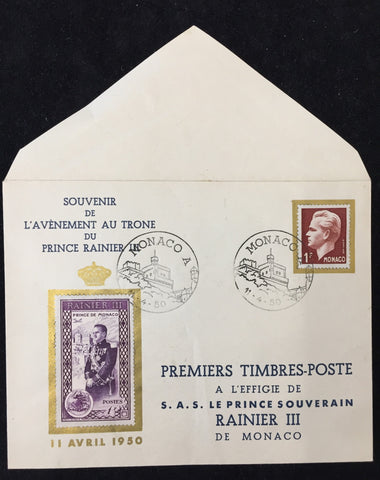 SOUVENIR
DE
L'AVÈNEMENT AU TRONE
DU
PRINCE RAINIER III
MONACO A
-4-50
MONACO A
11-4-50
1F
MONACO
RAINIER III
PRINCE DE MONACO
POSTES
11 AVRIL 1950
PREMIERS TIMBRES-POSTE
A L'EFFIGIE DE
S.A.S. LE PRINCE SOUVERAIN
RAINIER III
DE MONACO